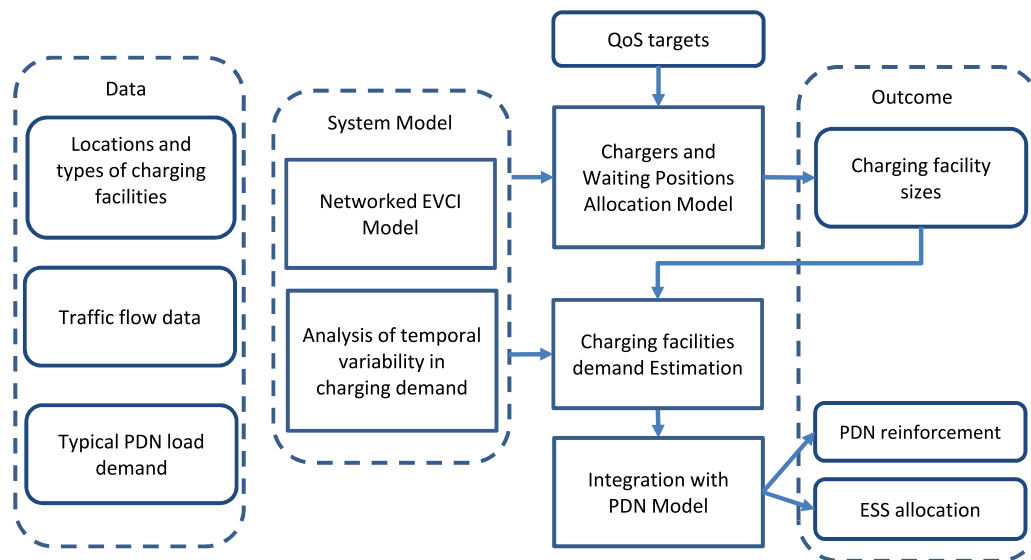 Data
Locations and
types of charging
facilities
Traffic flow data
Typical PDN load
demand
System Model
Networked EVCI
Model
Analysis of temporal
variability in
charging demand
QoS targets
Chargers and
Waiting Positions
Allocation Model
Charging facilities
demand Estimation
Integration with
PDN Model
Outcome
Charging facility
sizes
PDN reinforcement
ESS allocation